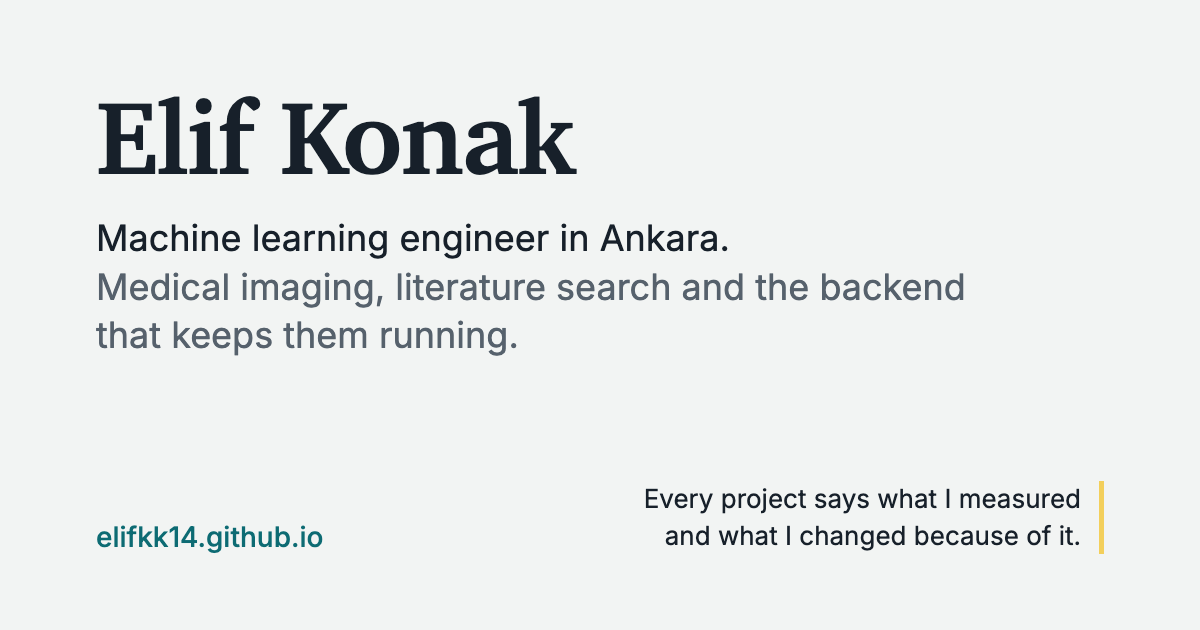 Elif Konak
Machine learning engineer in Ankara.
Medical imaging, literature search and the backend
that keeps them running.
elifkk14.github.io
Every project says what I measured
and what I changed because of it.